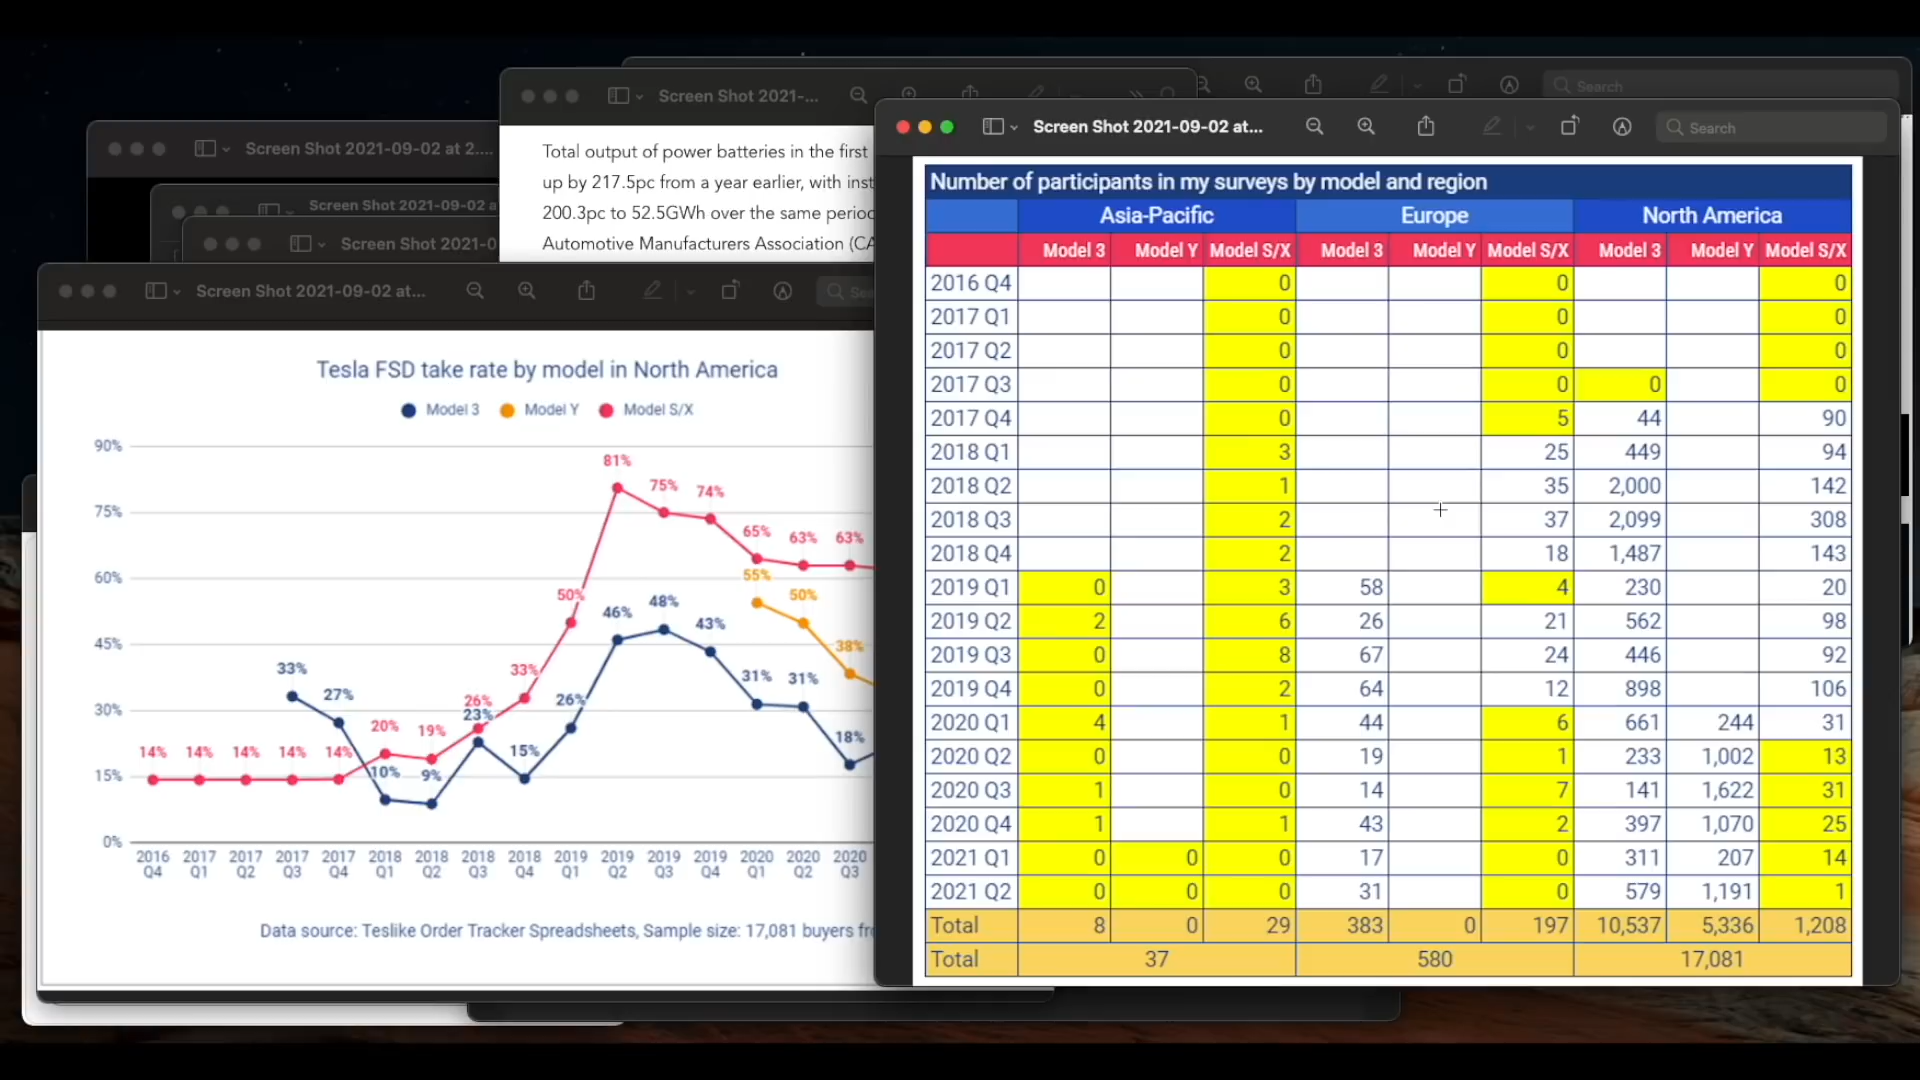 Search
Screen Shot 2021-...
Screen Shot 2021-09-02 at...
Search
Screen Shot 2021-09-02 at 2....
Total output of power batteries in the first
up by 217.5pc from a year earlier, with inst
200.3pc to 52.5GWh over the same period
Automotive Manufacturers Association (CA
Screen Shot 2021-09-02 a
Screen Shot 2021-0
Screen Shot 2021-09-02 at...
Tesla FSD take rate by model in North America
Model 3 Model Y Model S/X
90%
75%
60%
45%
30%
15%
0%
14% 14% 14% 14% 14% 20% 19% 26% 33% 50% 81% 75% 74% 65% 63% 63%
33% 27% 10% 9% 23% 15% 26% 46% 48% 43% 31% 31% 18%
55% 50% 38%
2016 2017 2017 2017 2017 2018 2018 2018 2018 2019 2019 2019 2019 2020 2020 2020
Q4 Q1 Q2 Q3 Q4 Q1 Q2 Q3 Q4 Q1 Q2 Q3 Q4 Q1 Q2 Q3
Data source: Teslike Order Tracker Spreadsheets, Sample size: 17,081 buyers fr
Number of participants in my surveys by model and region
Asia-Pacific Europe North America
Model 3 Model Y Model S/X Model 3 Model Y Model S/X Model 3 Model Y Model S/X
2016 Q4 0 0 0
2017 Q1 0 0 0
2017 Q2 0 0 0
2017 Q3 0 0 0 0
2017 Q4 0 5 44 90
2018 Q1 3 25 449 94
2018 Q2 1 35 2,000 142
2018 Q3 2 37 2,099 308
2018 Q4 2 18 1,487 143
2019 Q1 0 3 58 4 230 20
2019 Q2 2 6 26 21 562 98
2019 Q3 0 8 67 24 446 92
2019 Q4 0 2 64 12 898 106
2020 Q1 4 1 44 6 661 244 31
2020 Q2 0 0 19 1 233 1,002 13
2020 Q3 1 0 14 7 141 1,622 31
2020 Q4 1 1 43 2 397 1,070 25
2021 Q1 0 0 0 17 0 311 207 14
2021 Q2 0 0 0 31 0 579 1,191 1
Total 8 0 29 383 0 197 10,537 5,336 1,208
Total 37 580 17,081